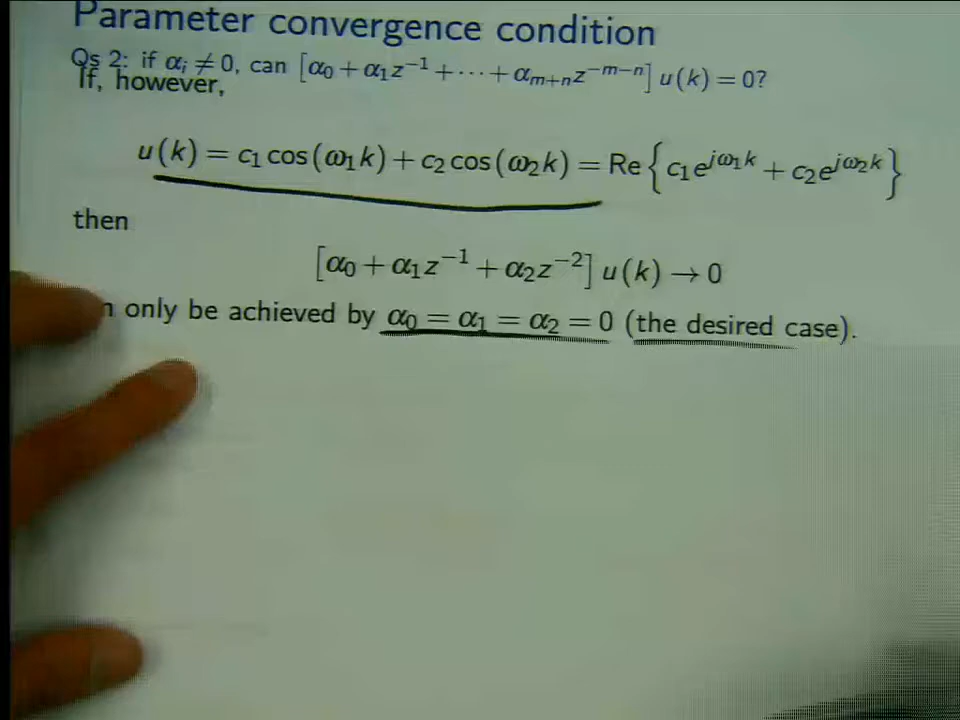 Parameter convergence condition
Qs 2: if αᵢ ≠ 0, can [α₀ + α₁z⁻¹ + ⋯ + αₘ₊ₙz⁻ᵐ⁻ⁿ] u(k) = 0?
If, however,
u(k) = c₁ cos(ω₁k) + c₂ cos(ω₂k) = Re{c₁e^{jω₁k} + c₂e^{jω₂k}}
then
[α₀ + α₁z⁻¹ + α₂z⁻²] u(k) → 0
only be achieved by α₀ = α₁ = α₂ = 0 (the desired case).